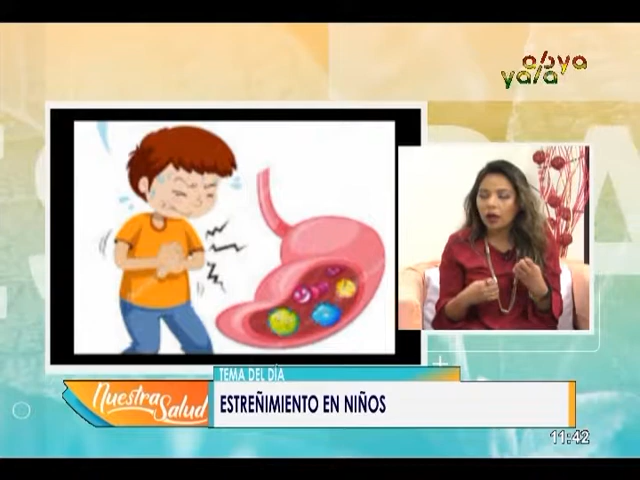 abya
yala
TEMA DEL DÍA
Nuestra
Salud
ESTREÑIMIENTO EN NIÑOS
11:42